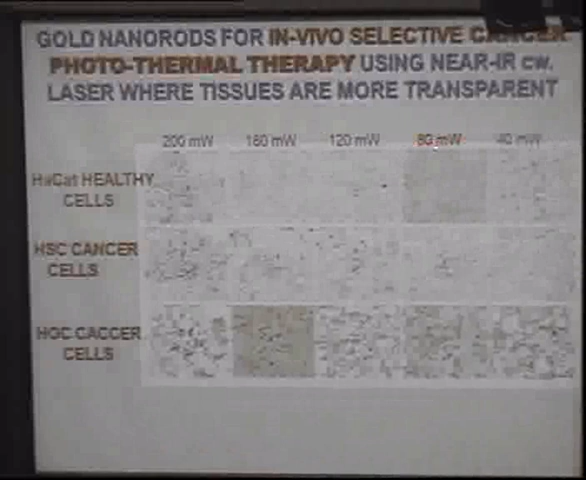 GOLD NANORODS FOR IN-VIVO SELECTIVE CANCER
PHOTO-THERMAL THERAPY USING NEAR-IR cw.
LASER WHERE TISSUES ARE MORE TRANSPARENT
200 mW 160 mW 120 mW 80 mW 40 mW
HaCat HEALTHY
CELLS
HSC CANCER
CELLS
HOC CACCER
CELLS